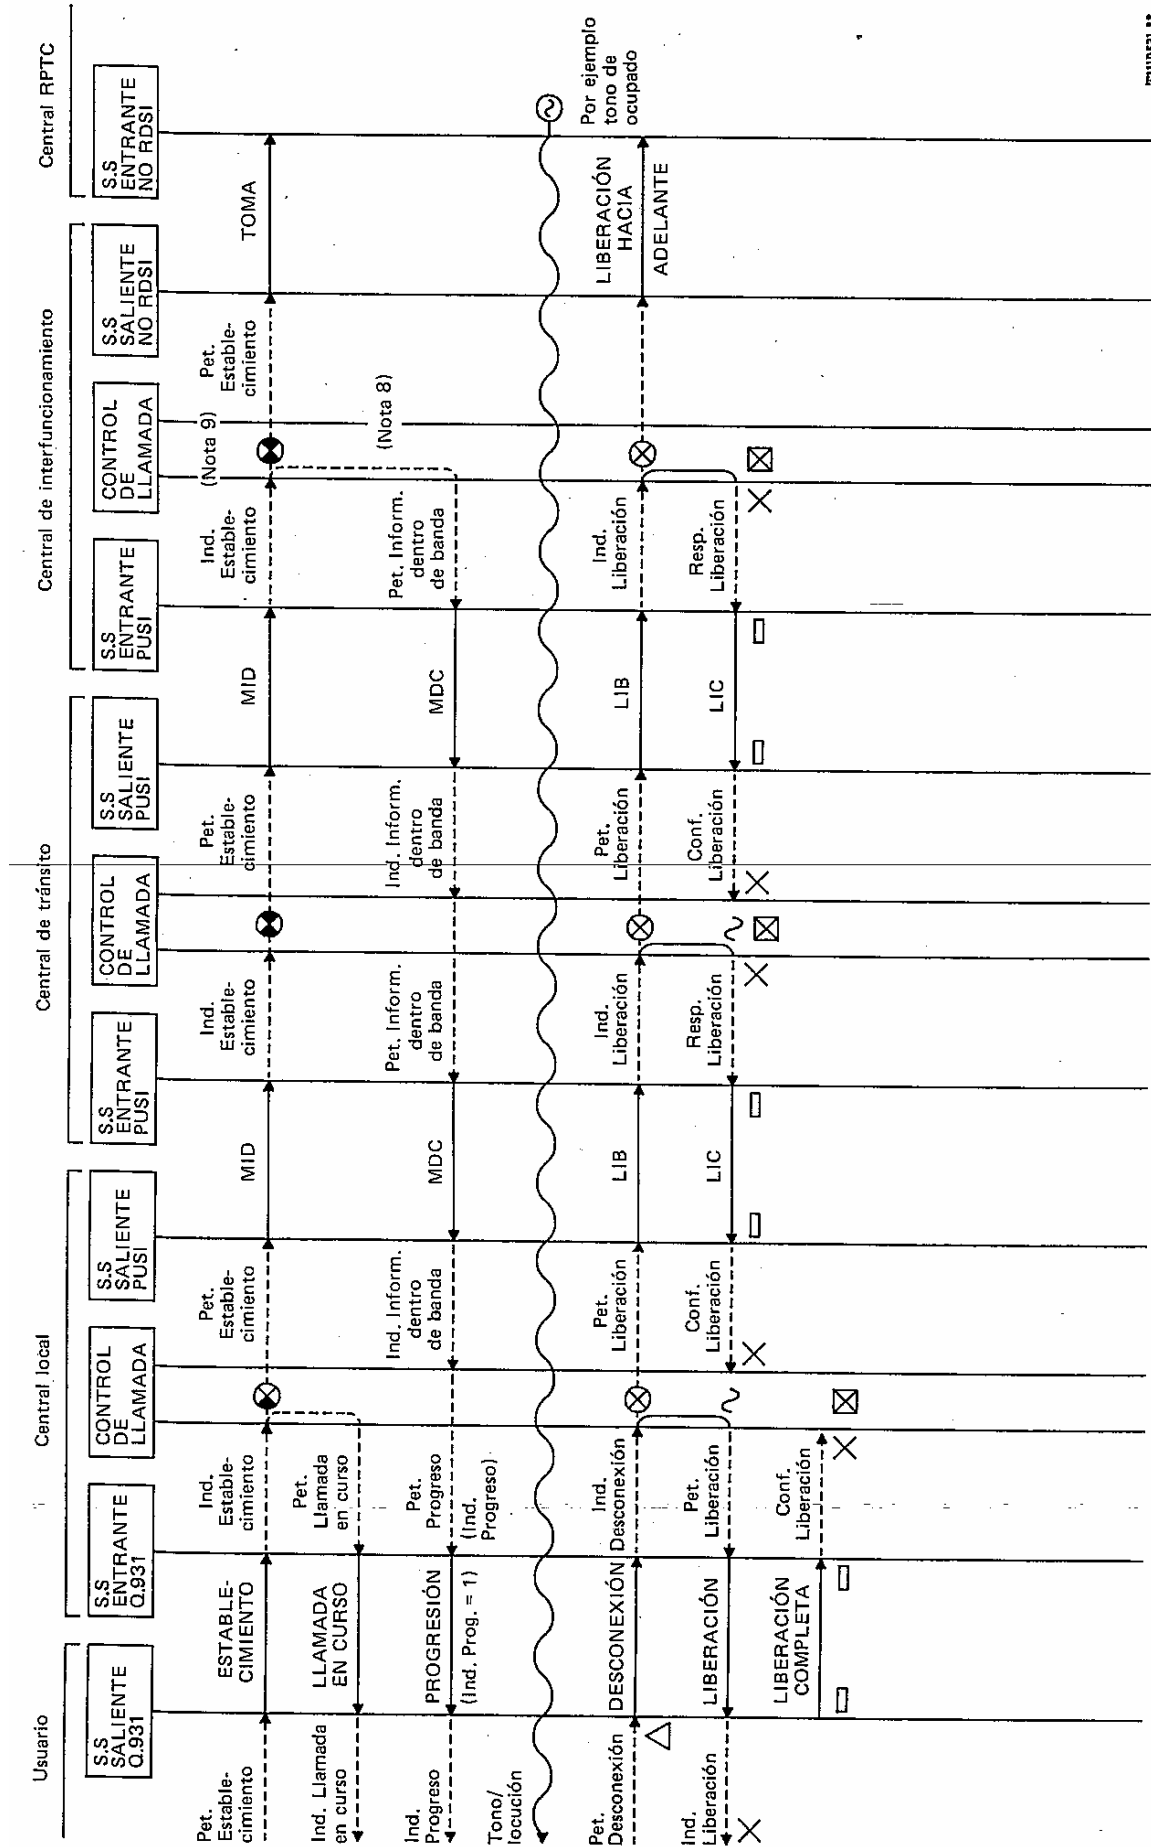 Usuario
Central local
Central de tránsito
Central de interfuncionamiento
Central RPTC
S.S
SALIENTE
Q.931
S.S
ENTRANTE
Q.931
CONTROL
DE
LLAMADA
S.S
SALIENTE
PUSI
S.S
ENTRANTE
PUSI
CONTROL
DE
LLAMADA
S.S
SALIENTE
PUSI
S.S
ENTRANTE
PUSI
CONTROL
DE
LLAMADA
S.S
SALIENTE
NO RDSI
S.S
ENTRANTE
NO RDSI
Pet.
Estable-
cimiento
ESTABLE-
CIMIENTO
Ind.
Estable-
cimiento
Pet.
Estable-
cimiento
MID
Ind.
Estable-
cimiento
Pet.
Estable-
cimiento
MID
Ind.
Estable-
cimiento
(Nota 9)
Pet.
Estable-
cimiento
TOMA
Ind. Llamada
en curso
LLAMADA
EN CURSO
Pet.
Llamada
en curso
Ind.
Progreso
PROGRESIÓN
(Ind. Prog. = 1)
Pet.
Progreso
(Ind.
Progreso)
Ind. Inform.
dentro
de banda
MDC
Pet. Inform.
dentro
de banda
Ind. Inform.
dentro
de banda
MDC
Pet. Inform.
dentro
de banda
(Nota 8)
Tono/
locución
Por ejemplo
tono de
ocupado
Pet.
Desconexión
DESCONEXIÓN
Ind.
Desconexión
Pet.
Liberación
LIB
Ind.
Liberación
Pet.
Liberación
LIB
Ind.
Liberación
LIBERACIÓN
HACIA
ADELANTE
Ind.
Liberación
LIBERACIÓN
Pet.
Liberación
Conf.
Liberación
LIC
Resp.
Liberación
Conf.
Liberación
LIC
Resp.
Liberación
LIBERACIÓN
COMPLETA
Conf.
Liberación